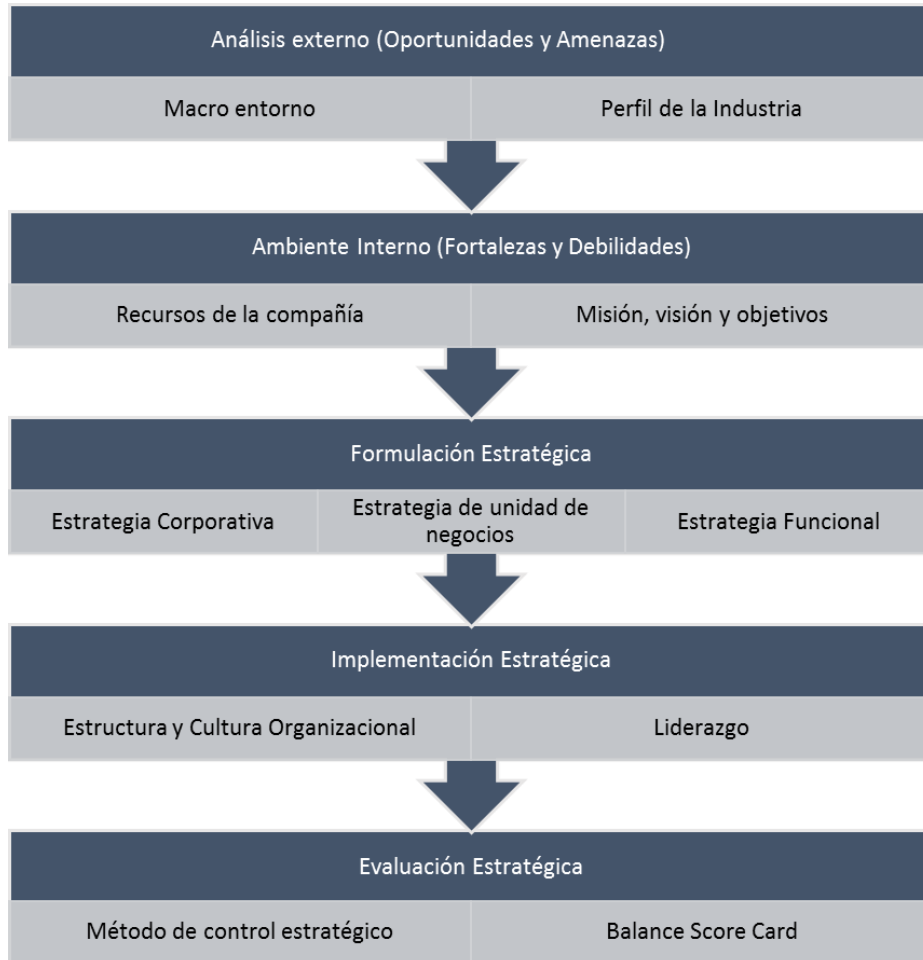 Análisis externo (Oportunidades y Amenazas)
Macro entorno
Perfil de la Industria
Ambiente Interno (Fortalezas y Debilidades)
Recursos de la compañía
Misión, visión y objetivos
Formulación Estratégica
Estrategia Corporativa
Estrategia de unidad de
negocios
Estrategia Funcional
Implementación Estratégica
Estructura y Cultura Organizacional
Liderazgo
Evaluación Estratégica
Método de control estratégico
Balance Score Card